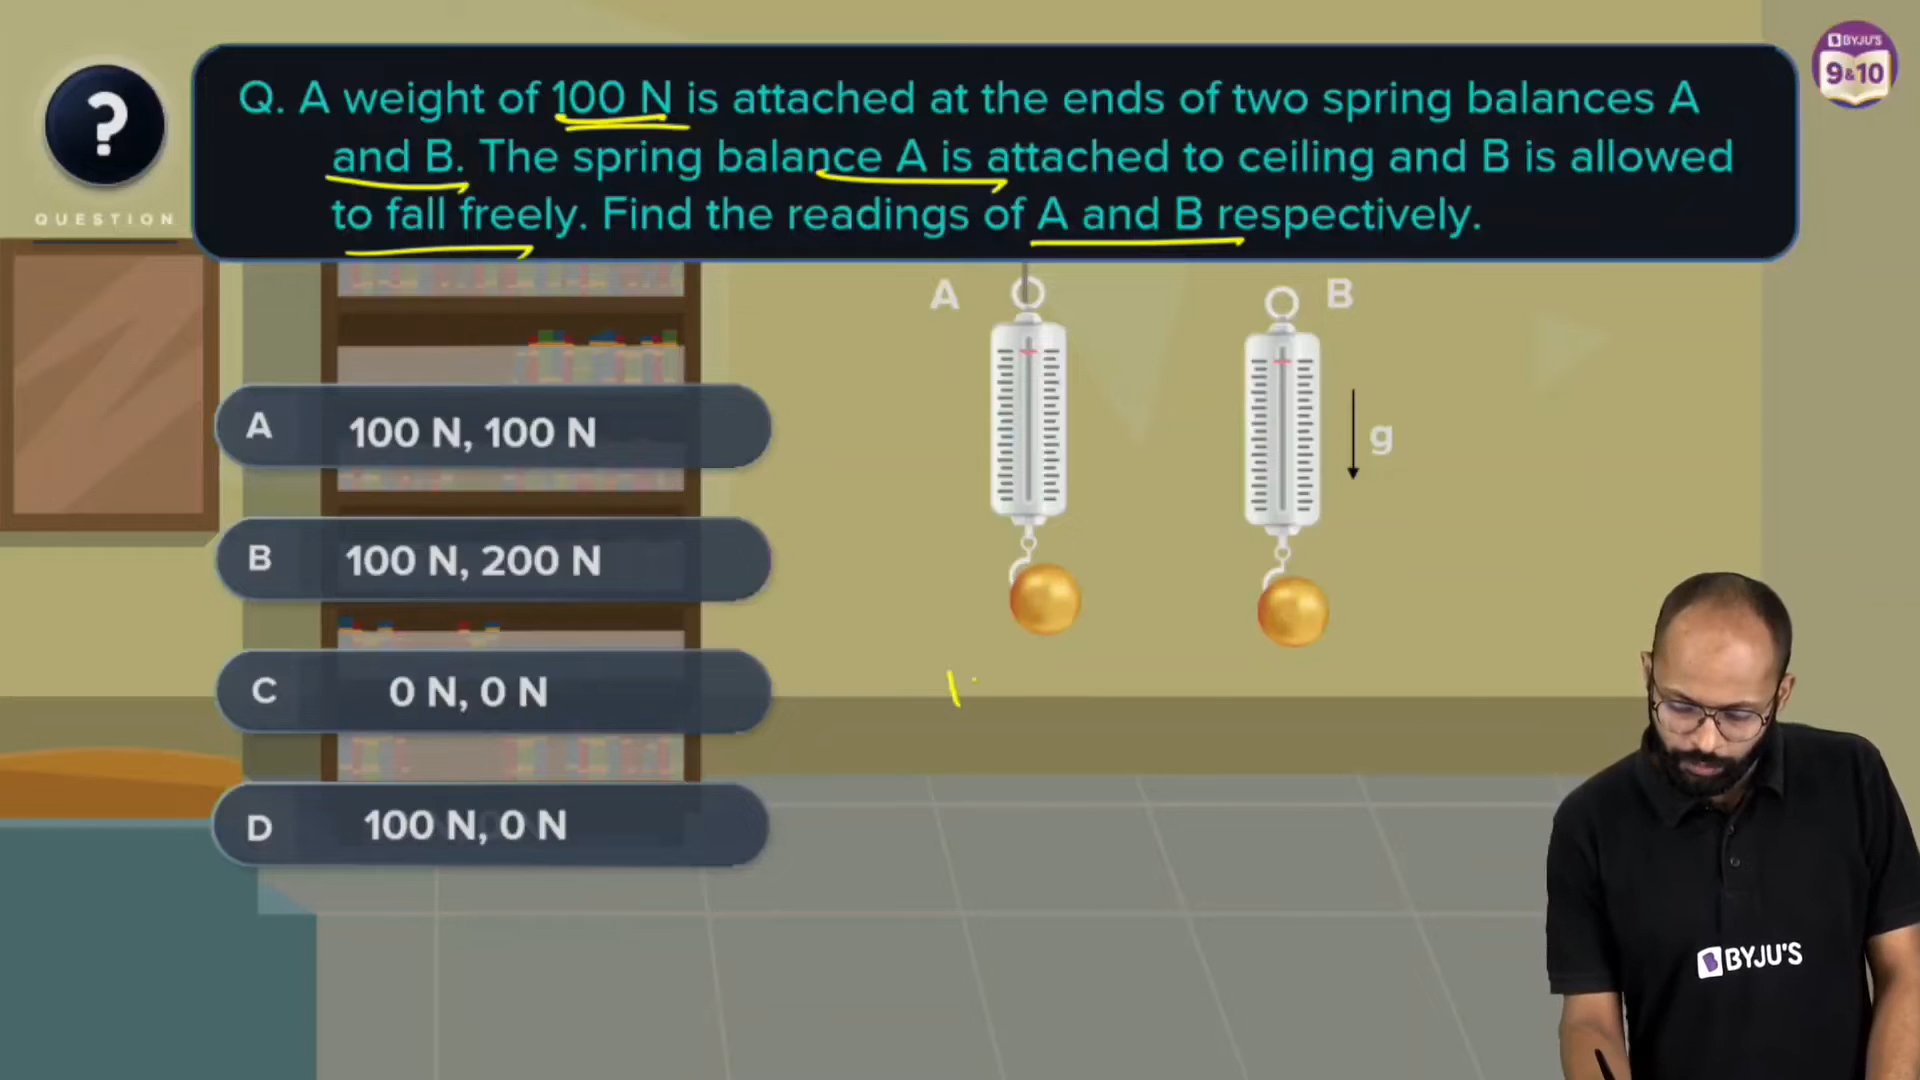 ?
QUESTION
Q. A weight of 100 N is attached at the ends of two spring balances A
and B. The spring balance A is attached to ceiling and B is allowed
to fall freely. Find the readings of A and B respectively.
BYJU'S
9&10
A
B
g
A 100 N, 100 N
B 100 N, 200 N
C 0 N, 0 N
D 100 N, 0 N
BYJU'S